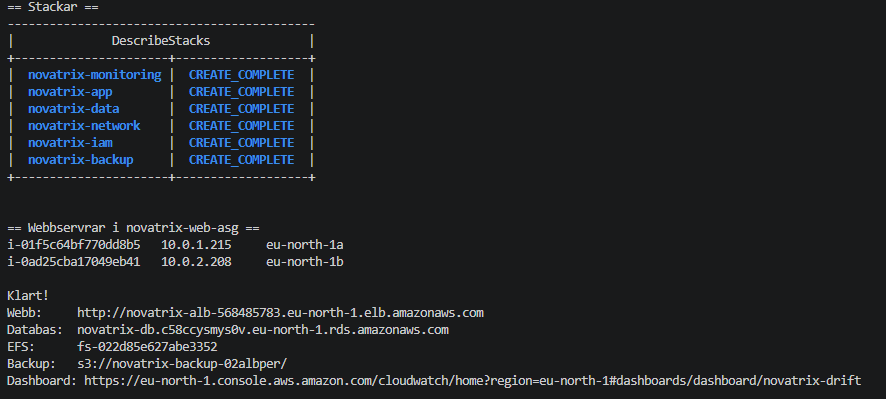 == Stackar ==
---------------------------------------------
|              DescribeStacks               |
+----------------------+--------------------+
|  novatrix-monitoring |  CREATE_COMPLETE   |
|  novatrix-app        |  CREATE_COMPLETE   |
|  novatrix-data       |  CREATE_COMPLETE   |
|  novatrix-network    |  CREATE_COMPLETE   |
|  novatrix-iam        |  CREATE_COMPLETE   |
|  novatrix-backup     |  CREATE_COMPLETE   |
+----------------------+--------------------+
== Webbservrar i novatrix-web-asg ==
i-01f5c64bf770dd8b5   10.0.1.215     eu-north-1a
i-0ad25cba17049eb41   10.0.2.208     eu-north-1b
Klart!
Webb:     http://novatrix-alb-568485783.eu-north-1.elb.amazonaws.com
Databas:  novatrix-db.c58ccysmys0v.eu-north-1.rds.amazonaws.com
EFS:      fs-022d85e627abe3352
Backup:   s3://novatrix-backup-02albper/
Dashboard: https://eu-north-1.console.aws.amazon.com/cloudwatch/home?region=eu-north-1#dashboards/dashboard/novatrix-drift